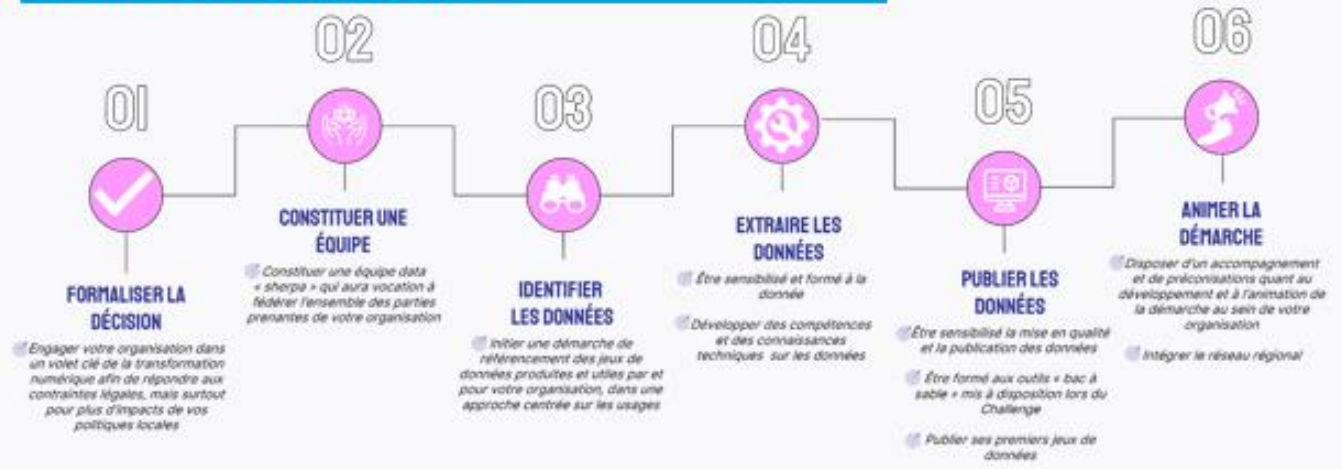 01
FORMALISER LA
DÉCISION
Engager votre organisation dans
un volet clé de la transformation
numérique afin de répondre aux
contraintes légales, mais surtout
pour plus d'impacts de vos
politiques locales
02
CONSTITUER UNE
ÉQUIPE
Constituer une équipe data
« sherpa » qui aura vocation à
fédérer l'ensemble des parties
prenantes de votre organisation
03
IDENTIFIER
LES DONNÉES
Initier une démarche de
référencement des jeux de
données produites et utiles par et
pour votre organisation, dans une
approche centrée sur les usages
04
EXTRAIRE LES
DONNÉES
Être sensibilisé et formé à la
donnée
Développer des compétences
et des connaissances
techniques sur les données
05
PUBLIER LES
DONNÉES
Être sensibilisé la mise en qualité
et la publication des données
Être formé aux outils « bac à
sable » mis à disposition lors du
Challenge
Publier ses premiers jeux de
données
06
ANIMER LA
DÉMARCHE
Disposer d'un accompagnement
et de préconisations quant au
développement et à l'animation de
la démarche au sein de votre
organisation
Intégrer le réseau régional